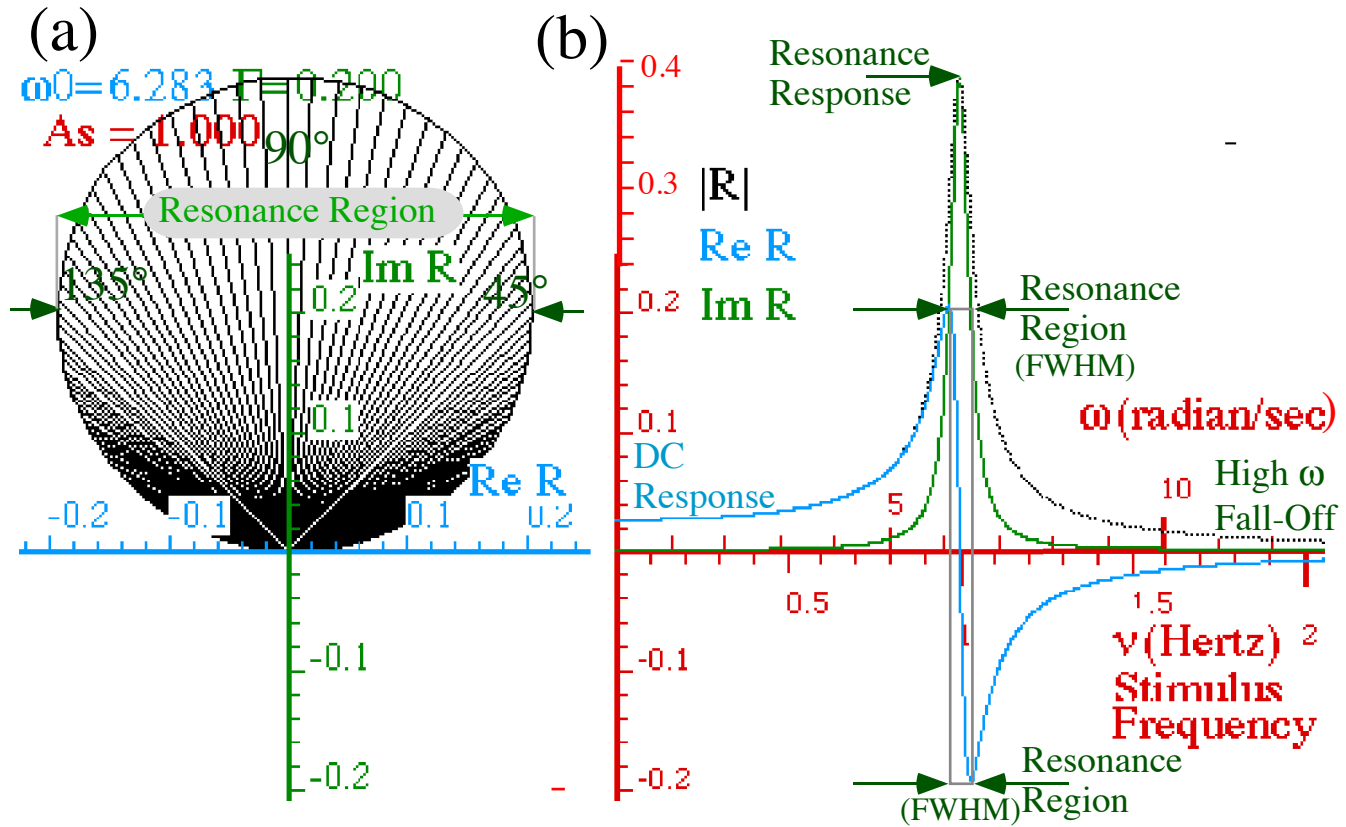 (a)
ω0=6.283 Γ=0.200
As = 1.000
90°
Resonance Region
Im R
135°
45°
0.2
0.1
Re R
-0.2
-0.1
0.1
0.2
-0.1
-0.2
(b)
0.4
Resonance
Response
0.3
|R|
Re R
Im R
0.2
Resonance
Region
(FWHM)
0.1
ω(radian/sec)
DC
Response
5
10
High ω
Fall-Off
0.5
1
1.5
2
ν(Hertz)
Stimulus
Frequency
-0.1
-0.2
Resonance
Region
(FWHM)